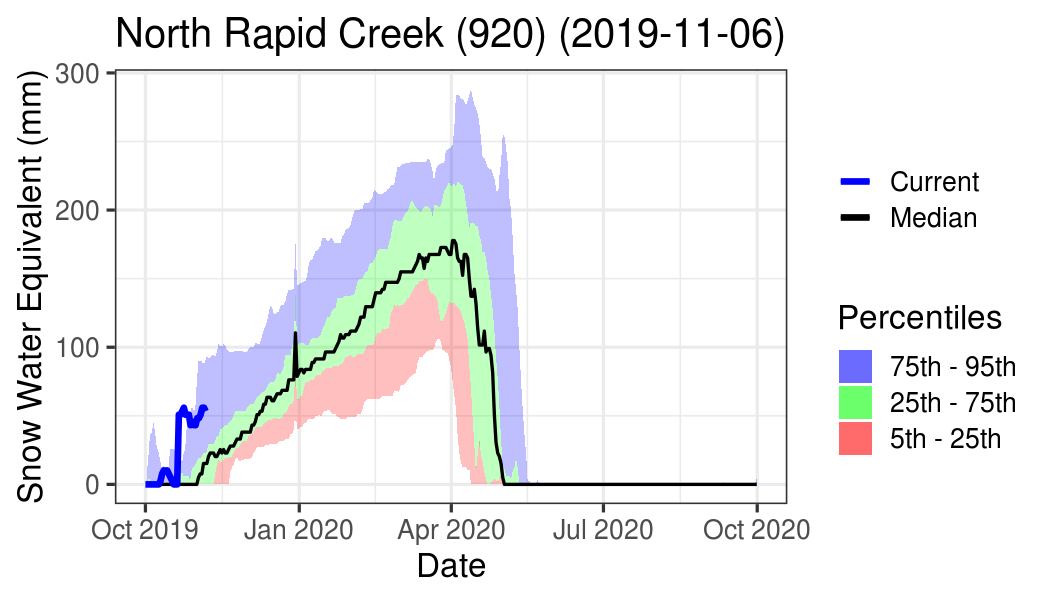 North Rapid Creek (920) (2019-11-06)
Snow Water Equivalent (mm)
300
200
100
0
Oct 2019
Jan 2020
Apr 2020
Jul 2020
Oct 2020
Date
Current
Median
Percentiles
75th - 95th
25th - 75th
5th - 25th